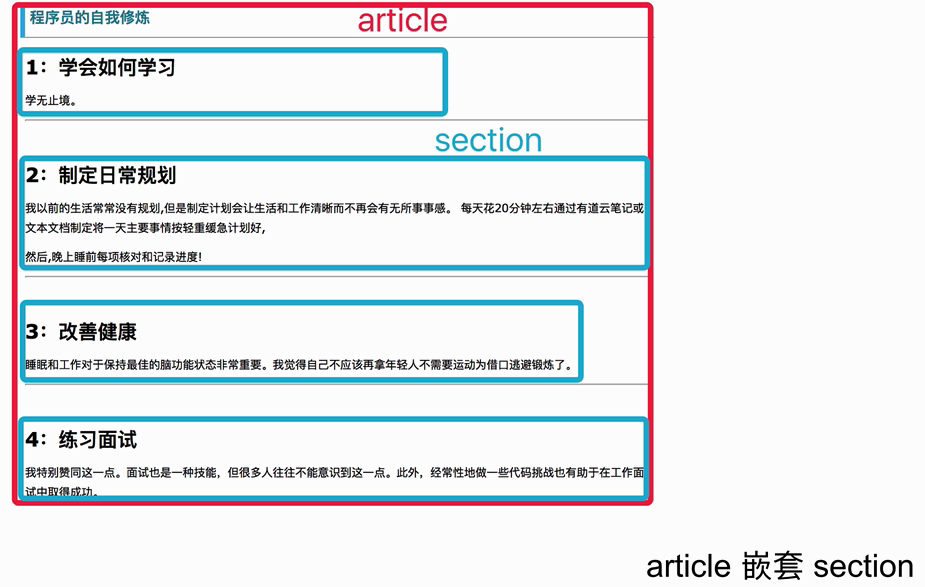 程序员的自我修炼
article
1：学会如何学习
学无止境。
section
2：制定日常规划
我以前的生活常常没有规划,但是制定计划会让生活和工作清晰而不再会有无所事事感。 每天花20分钟左右通过有道云笔记或
文本文档制定将一天主要事情按轻重缓急计划好,
然后,晚上睡前每项核对和记录进度!
3：改善健康
睡眠和工作对于保持最佳的脑功能状态非常重要。我觉得自己不应该再拿年轻人不需要运动为借口逃避锻炼了。
4：练习面试
我特别赞同这一点。面试也是一种技能，但很多人往往不能意识到这一点。此外，经常性地做一些代码挑战也有助于在工作面
试中取得成功。
article 嵌套 section